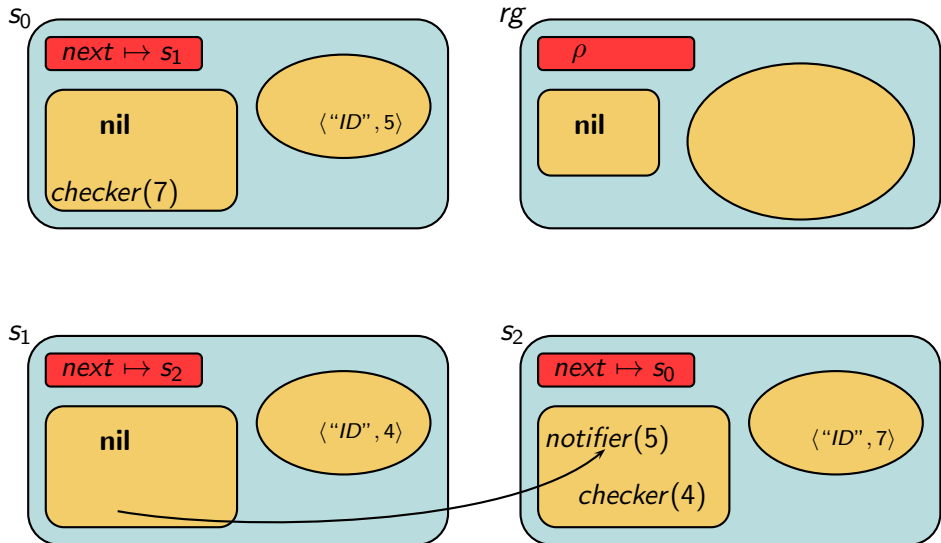 s₀
next ↦ s₁
nil
checker(7)
⟨“ID”, 5⟩
rg
ρ
nil
s₁
next ↦ s₂
nil
⟨“ID”, 4⟩
s₂
next ↦ s₀
notifier(5)
checker(4)
⟨“ID”, 7⟩